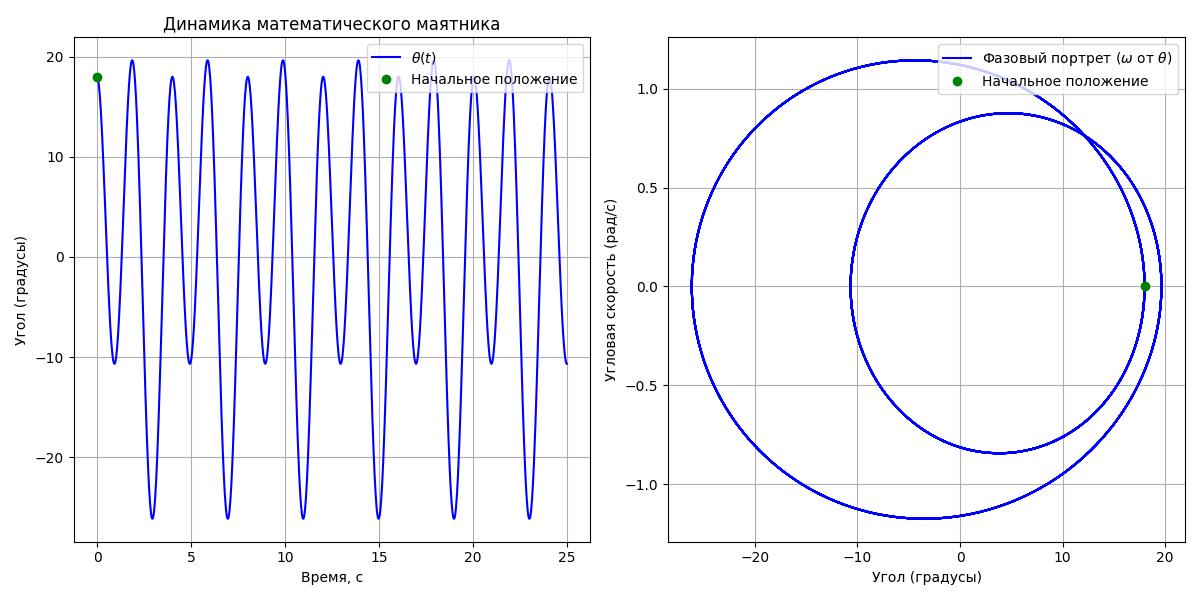 Динамика математического маятника
θ(t)
Начальное положение
20
10
0
−10
−20
Угол (градусы)
0
5
10
15
20
25
Время, с
Фазовый портрет (ω от θ)
Начальное положение
1.0
0.5
0.0
−0.5
−1.0
Угловая скорость (рад/с)
−20
−10
0
10
20
Угол (градусы)